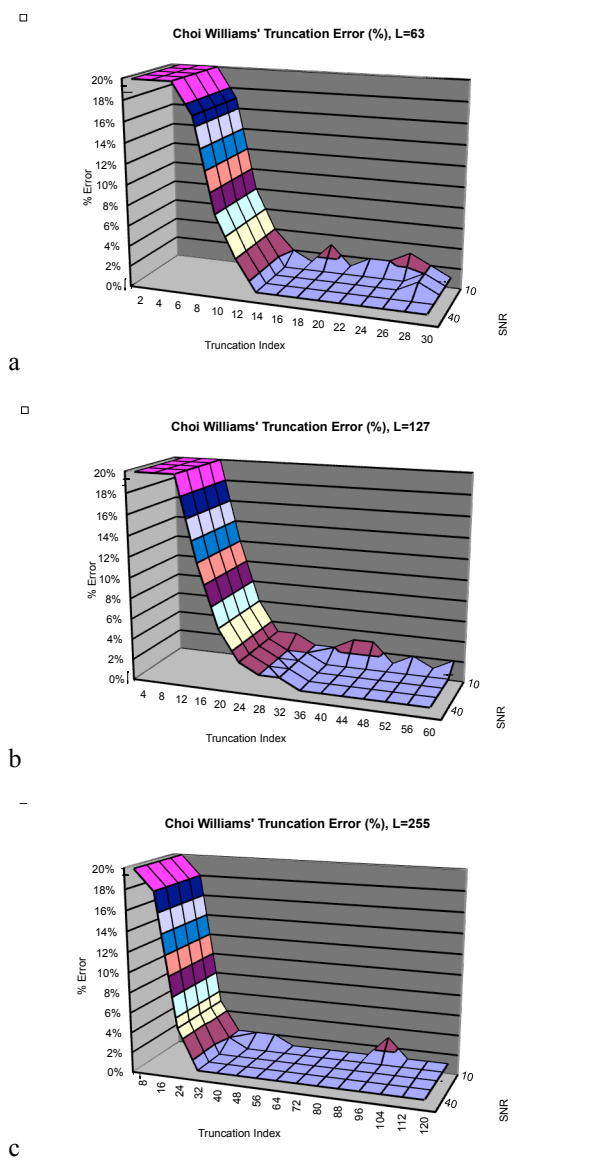 Choi Williams' Truncation Error (%), L=63
20%
18%
16%
14%
12%
10%
8%
6%
4%
2%
0%
% Error
2 4 6 8 10 12 14 16 18 20 22 24 26 28 30
Truncation Index
10
40
SNR
a
Choi Williams' Truncation Error (%), L=127
20%
18%
16%
14%
12%
10%
8%
6%
4%
2%
0%
% Error
4 8 12 16 20 24 28 32 36 40 44 48 52 56 60
Truncation Index
10
40
SNR
b
Choi Williams' Truncation Error (%), L=255
20%
18%
16%
14%
12%
10%
8%
6%
4%
2%
0%
% Error
8 16 24 32 40 48 56 64 72 80 88 96 104 112 120
Truncation Index
10
40
SNR
c